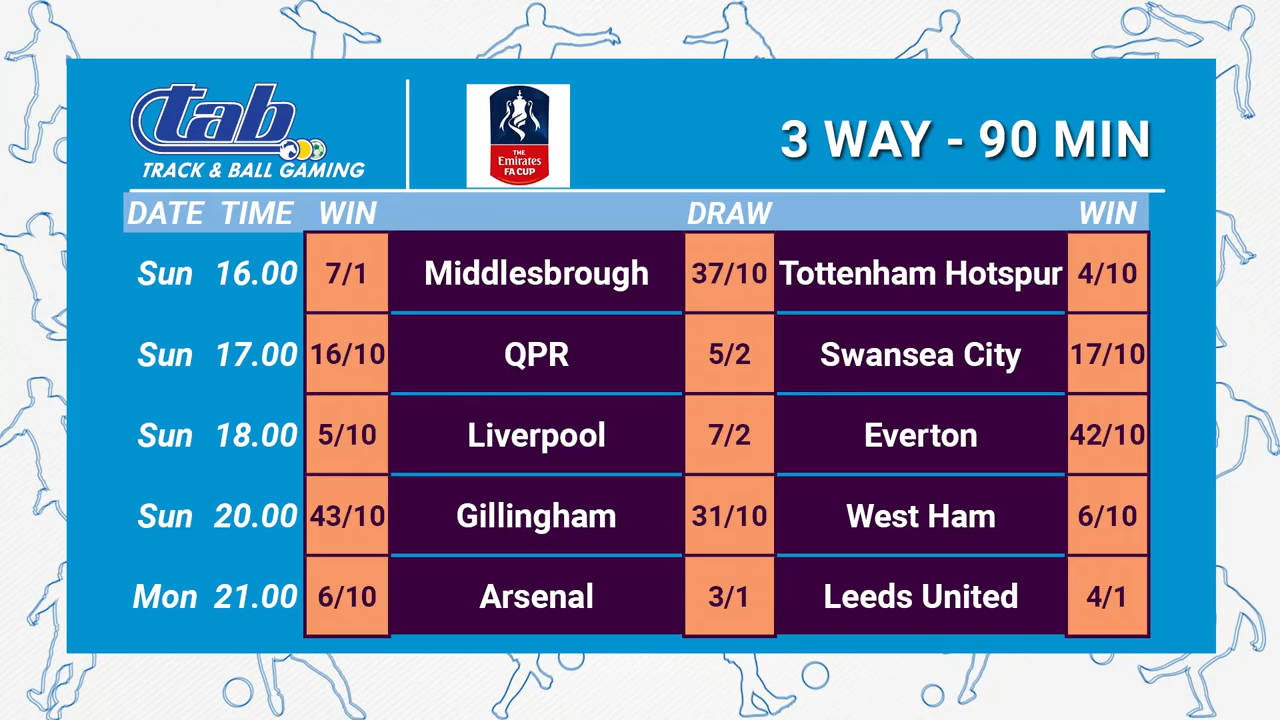 tab
TRACK & BALL GAMING
THE
Emirates
FA CUP
3 WAY - 90 MIN
DATE TIME WIN DRAW WIN
Sun 16.00 7/1 Middlesbrough 37/10 Tottenham Hotspur 4/10
Sun 17.00 16/10 QPR 5/2 Swansea City 17/10
Sun 18.00 5/10 Liverpool 7/2 Everton 42/10
Sun 20.00 43/10 Gillingham 31/10 West Ham 6/10
Mon 21.00 6/10 Arsenal 3/1 Leeds United 4/1